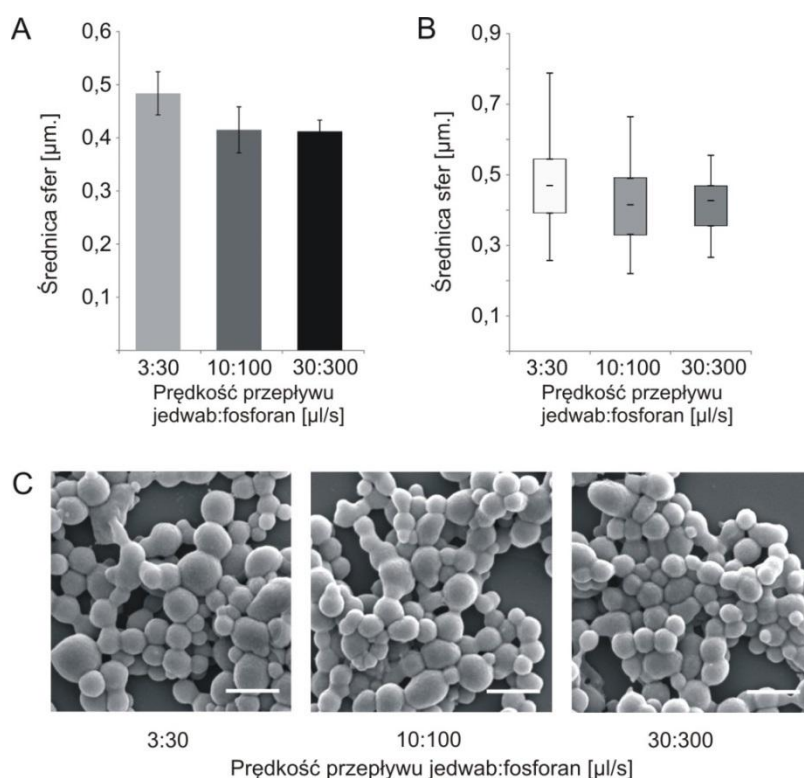 A
0,6
0,5
0,4
0,3
0,2
0,1
Średnica sfer [µm.]
3:30 10:100 30:300
Prędkość przepływu
jedwab:fosforan [µl/s]
B
0,9
0,7
0,5
0,3
0,1
Średnica sfer [µm.]
3:30 10:100 30:300
Prędkość przepływu
jedwab:fosforan [µl/s]
C
3:30 10:100 30:300
Prędkość przepływu jedwab:fosforan [µl/s]